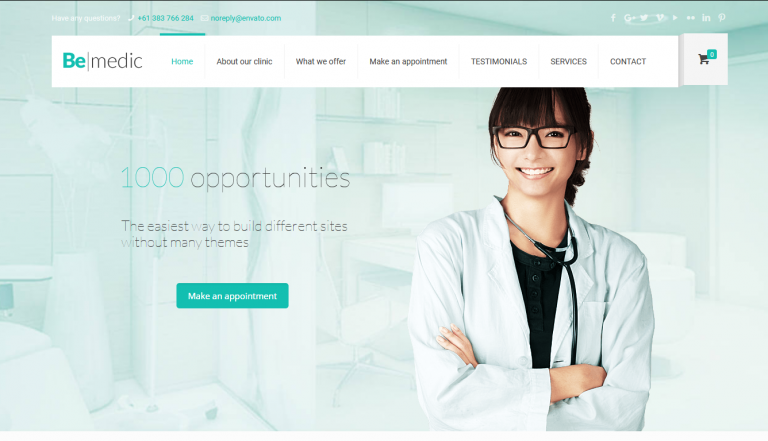 Have any questions? +61 383 766 284 noreply@envato.com
Be|medic Home About our clinic What we offer Make an appointment TESTIMONIALS SERVICES CONTACT 0
1000 opportunities
The easiest way to build different sites
without many themes
Make an appointment